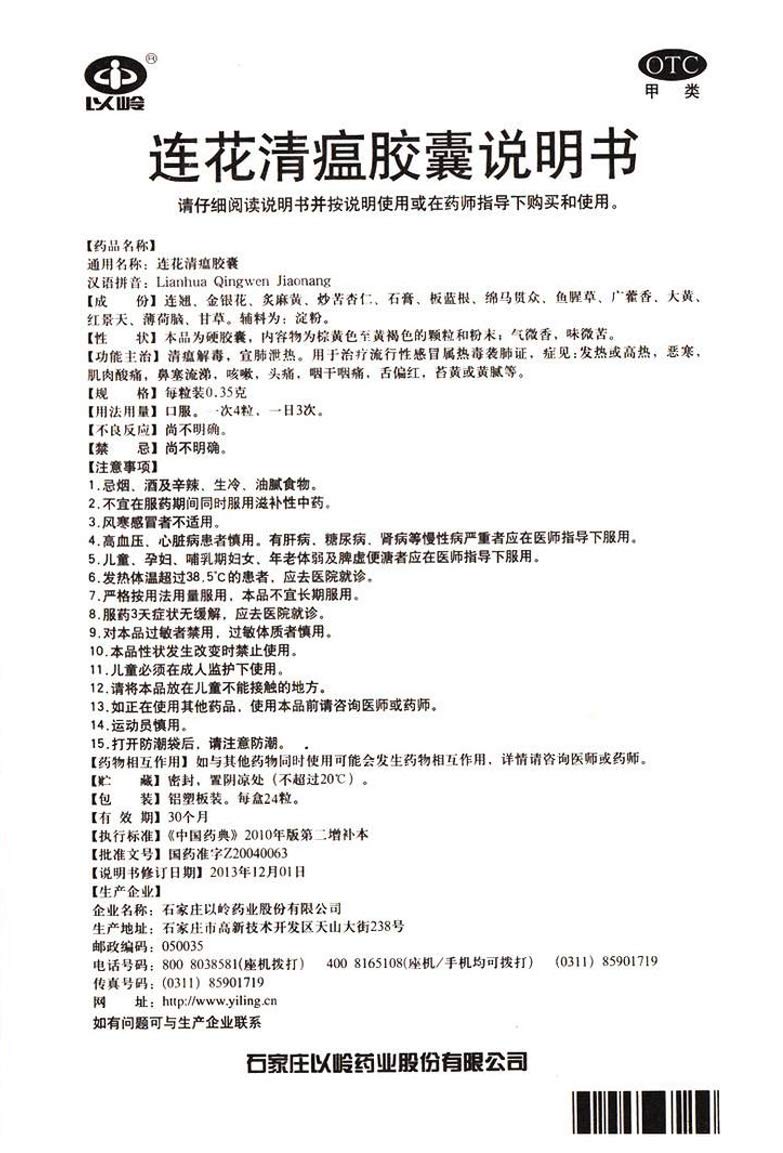 以岭
OTC
甲 类
连花清瘟胶囊说明书
请仔细阅读说明书并按说明使用或在药师指导下购买和使用。
【药品名称】
通用名称：连花清瘟胶囊
汉语拼音：Lianhua Qingwen Jiaonang
【成 份】连翘、金银花、炙麻黄、炒苦杏仁、石膏、板蓝根、绵马贯众、鱼腥草、广藿香、大黄、
红景天、薄荷脑、甘草。辅料为：淀粉。
【性 状】本品为硬胶囊，内容物为棕黄色至黄褐色的颗粒和粉末；气微香，味微苦。
【功能主治】清瘟解毒，宣肺泄热。用于治疗流行性感冒属热毒袭肺证，症见：发热或高热，恶寒，
肌肉酸痛，鼻塞流涕，咳嗽，头痛，咽干咽痛，舌偏红，苔黄或黄腻等。
【规 格】每粒装0.35克
【用法用量】口服。一次4粒，一日3次。
【不良反应】尚不明确。
【禁 忌】尚不明确。
【注意事项】
1.忌烟、酒及辛辣、生冷、油腻食物。
2.不宜在服药期间同时服用滋补性中药。
3.风寒感冒者不适用。
4.高血压、心脏病患者慎用。有肝病、糖尿病、肾病等慢性病严重者应在医师指导下服用。
5.儿童、孕妇、哺乳期妇女、年老体弱及脾虚便溏者应在医师指导下服用。
6.发热体温超过38.5℃的患者，应去医院就诊。
7.严格按用法用量服用，本品不宜长期服用。
8.服药3天症状无缓解，应去医院就诊。
9.对本品过敏者禁用，过敏体质者慎用。
10.本品性状发生改变时禁止使用。
11.儿童必须在成人监护下使用。
12.请将本品放在儿童不能接触的地方。
13.如正在使用其他药品，使用本品前请咨询医师或药师。
14.运动员慎用。
15.打开防潮袋后，请注意防潮。
【药物相互作用】如与其他药物同时使用可能会发生药物相互作用，详情请咨询医师或药师。
【贮 藏】密封，置阴凉处（不超过20℃）。
【包 装】铝塑板装。每盒24粒。
【有 效 期】30个月
【执行标准】《中国药典》2010年版第二增补本
【批准文号】国药准字Z20040063
【说明书修订日期】2013年12月01日
【生产企业】
企业名称：石家庄以岭药业股份有限公司
生产地址：石家庄市高新技术开发区天山大街238号
邮政编码：050035
电话号码：800 8038581(座机拨打) 400 8165108(座机/手机均可拨打) (0311) 85901719
传真号码：(0311) 85901719
网 址：http://www.yiling.cn
如有问题可与生产企业联系
石家庄以岭药业股份有限公司